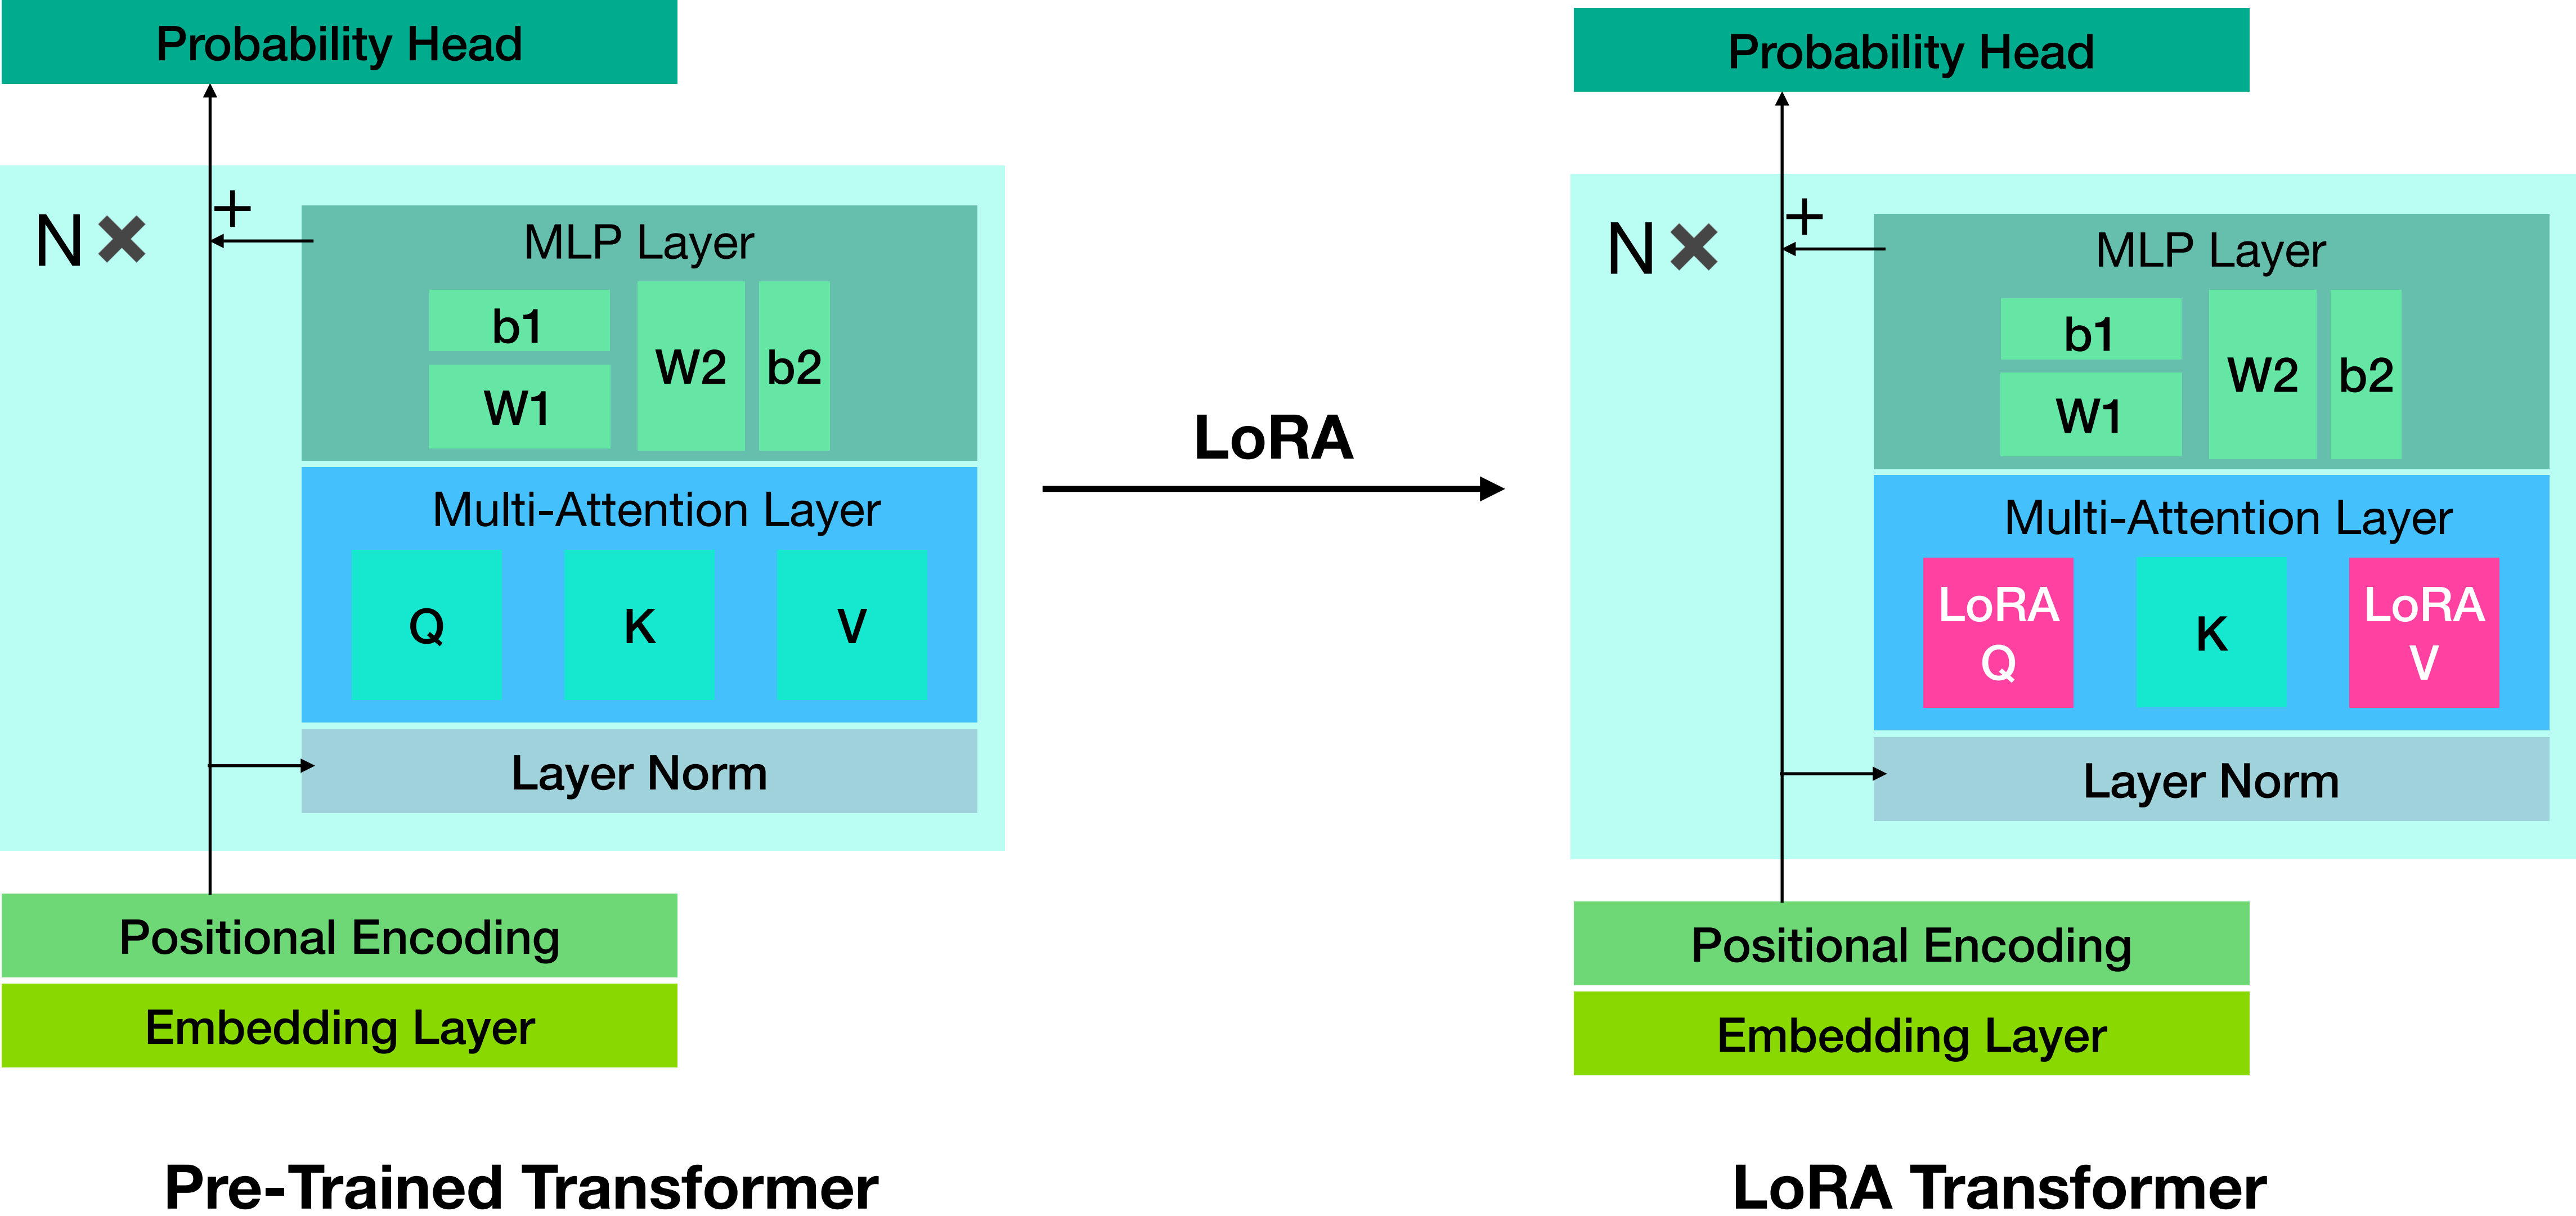 Probability Head
N ✖
+
MLP Layer
b1
W1
W2
b2
Multi-Attention Layer
Q
K
V
Layer Norm
Positional Encoding
Embedding Layer
Pre-Trained Transformer
LoRA
Probability Head
N ✖
+
MLP Layer
b1
W1
W2
b2
Multi-Attention Layer
LoRA
Q
K
LoRA
V
Layer Norm
Positional Encoding
Embedding Layer
LoRA Transformer